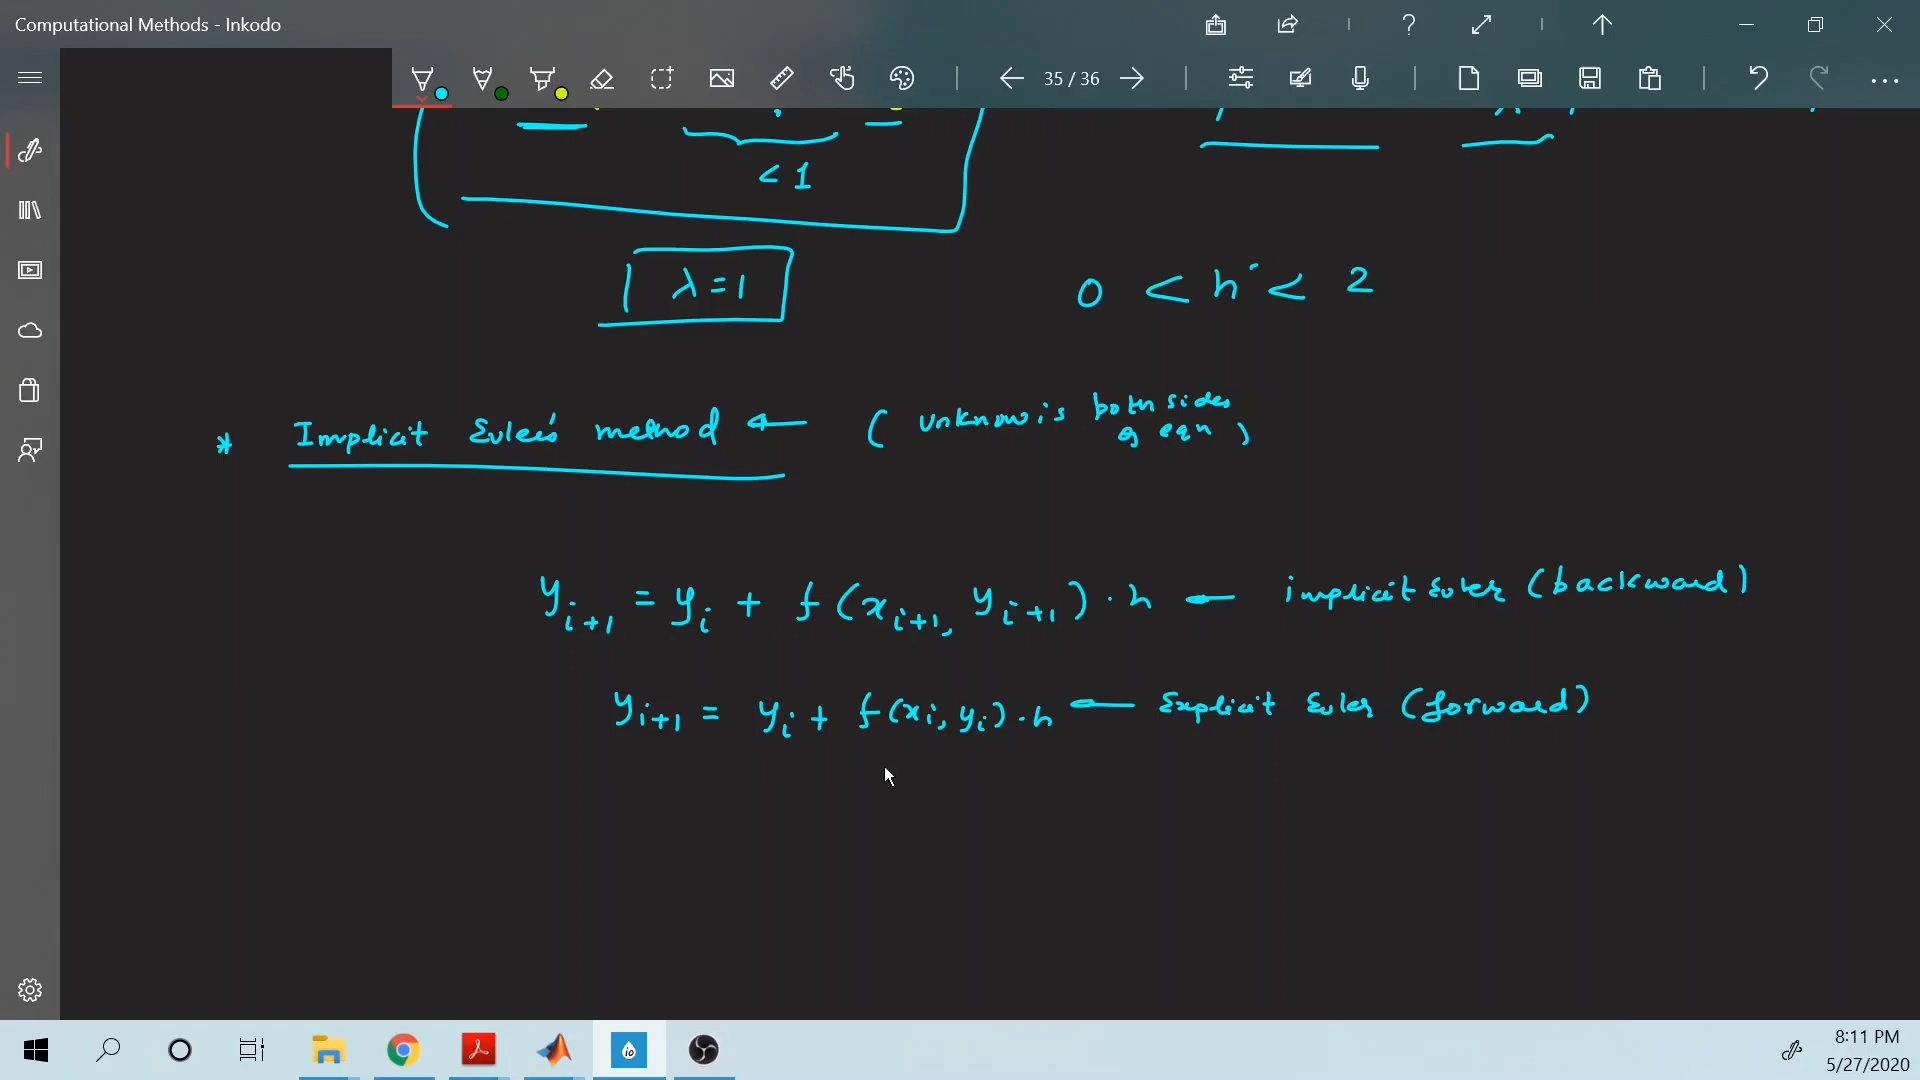 Computational Methods - Inkodo
35 / 36
< 1
λ = 1
0 < h < 2
* Implicit Euler's method ← ( unknow is both sides
of eqn )
y_{i+1} = y_i + f(x_{i+1}, y_{i+1}) · h — implicit Euler (backward)
y_{i+1} = y_i + f(x_i, y_i) · h — Explicit Euler (forward)
8:11 PM
5/27/2020